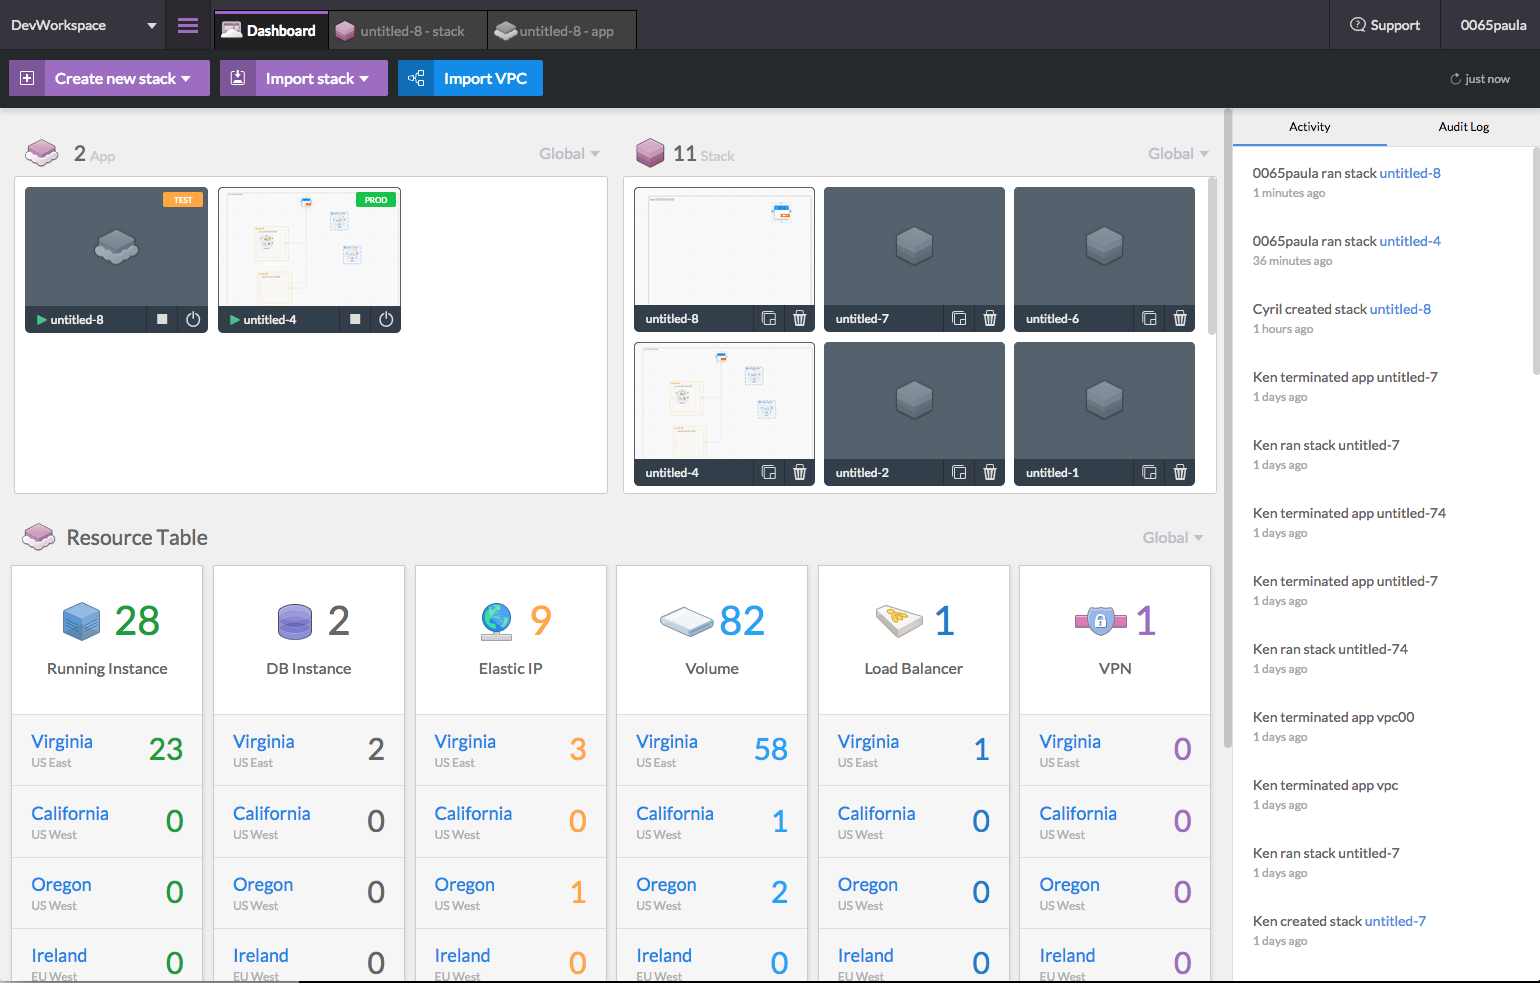 DevWorkspace
Dashboard
untitled-8 - stack
untitled-8 - app
Support
0065paula
Create new stack
Import stack
Import VPC
just now
2 App
Global
11 Stack
Global
TEST
untitled-8
PROD
untitled-4
untitled-8
untitled-7
untitled-6
untitled-4
untitled-2
untitled-1
Resource Table
Global
28
Running Instance
2
DB Instance
9
Elastic IP
82
Volume
1
Load Balancer
1
VPN
Virginia 23
US East
Virginia 2
US East
Virginia 3
US East
Virginia 58
US East
Virginia 1
US East
Virginia 0
US East
California 0
US West
California 0
US West
California 0
US West
California 1
US West
California 0
US West
California 0
US West
Oregon 0
US West
Oregon 0
US West
Oregon 1
US West
Oregon 2
US West
Oregon 0
US West
Oregon 0
US West
Ireland 0
EU West
Ireland 0
EU West
Ireland 0
EU West
Ireland 0
EU West
Ireland 0
EU West
Ireland 0
EU West
Activity
Audit Log
0065paula ran stack untitled-8
1 minutes ago
0065paula ran stack untitled-4
36 minutes ago
Cyril created stack untitled-8
1 hours ago
Ken terminated app untitled-7
1 days ago
Ken ran stack untitled-7
1 days ago
Ken terminated app untitled-74
1 days ago
Ken terminated app untitled-7
1 days ago
Ken ran stack untitled-74
1 days ago
Ken terminated app vpc00
1 days ago
Ken terminated app vpc
1 days ago
Ken ran stack untitled-7
1 days ago
Ken created stack untitled-7
1 days ago